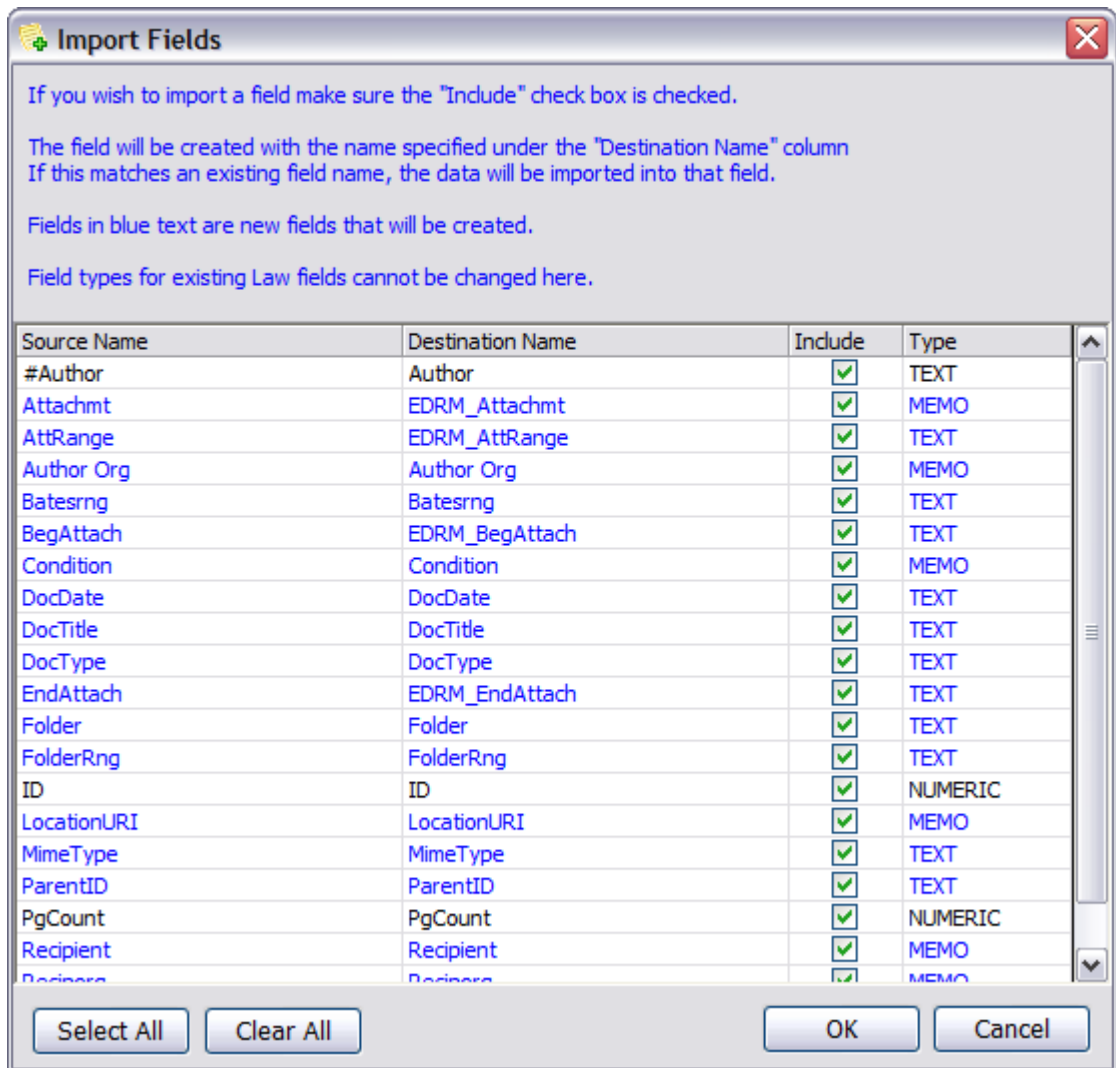 Import Fields
If you wish to import a field make sure the "Include" check box is checked.
The field will be created with the name specified under the "Destination Name" column
If this matches an existing field name, the data will be imported into that field.
Fields in blue text are new fields that will be created.
Field types for existing Law fields cannot be changed here.
Source Name Destination Name Include Type
#Author Author TEXT
Attachmt EDRM_Attachmt MEMO
AttRange EDRM_AttRange TEXT
Author Org Author Org MEMO
Batesrng Batesrng TEXT
BegAttach EDRM_BegAttach TEXT
Condition Condition MEMO
DocDate DocDate TEXT
DocTitle DocTitle TEXT
DocType DocType TEXT
EndAttach EDRM_EndAttach TEXT
Folder Folder TEXT
FolderRng FolderRng TEXT
ID ID NUMERIC
LocationURI LocationURI MEMO
MimeType MimeType TEXT
ParentID ParentID TEXT
PgCount PgCount NUMERIC
Recipient Recipient MEMO
Reciporg Reciporg MEMO
Select All Clear All OK Cancel